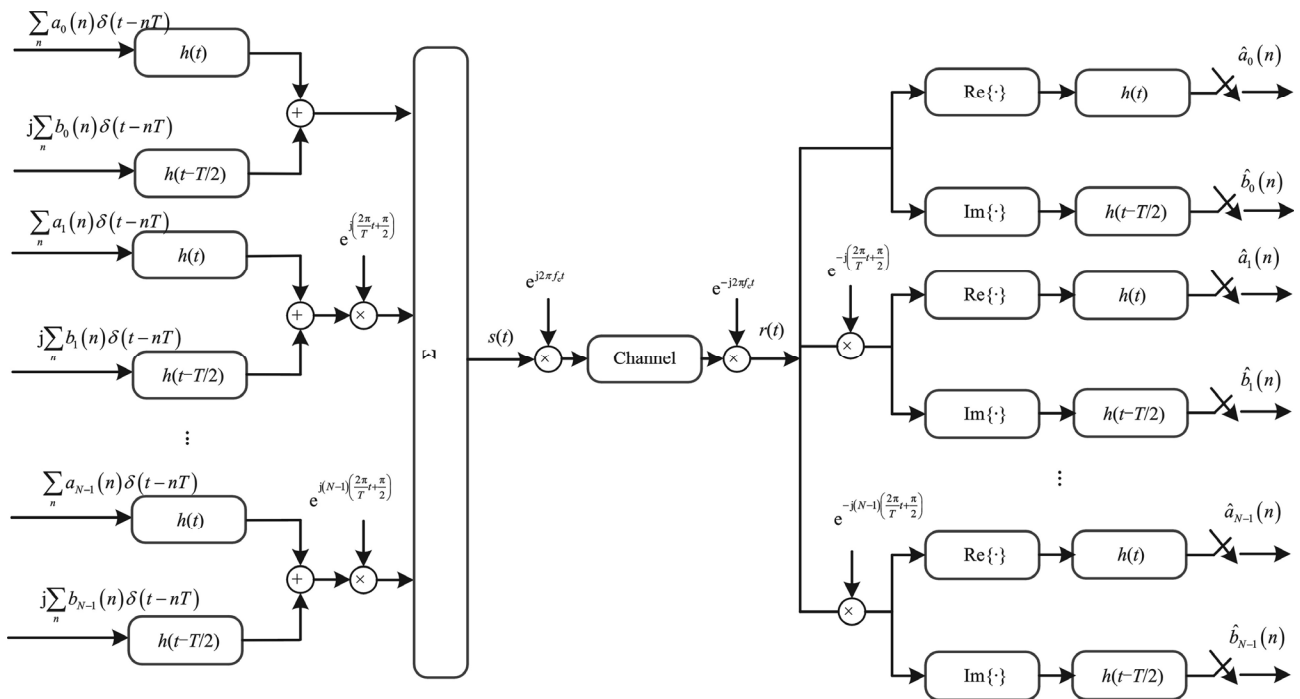 ∑ₙ a₀(n)δ(t−nT)
h(t)
+
j∑ₙ b₀(n)δ(t−nT)
h(t−T/2)
∑ₙ a₁(n)δ(t−nT)
h(t)
e^{j(2π/T t+π/2)}
+
×
j∑ₙ b₁(n)δ(t−nT)
h(t−T/2)
⋮
∑ₙ a_{N−1}(n)δ(t−nT)
h(t)
e^{j(N−1)(2π/T t+π/2)}
+
×
j∑ₙ b_{N−1}(n)δ(t−nT)
h(t−T/2)
Σ
s(t)
e^{j2πf_c t}
×
Channel
e^{−j2πf_c t}
×
r(t)
Re{·}
h(t)
â₀(n)
Im{·}
h(t−T/2)
b̂₀(n)
e^{−j(2π/T t+π/2)}
×
Re{·}
h(t)
â₁(n)
Im{·}
h(t−T/2)
b̂₁(n)
⋮
e^{−j(N−1)(2π/T t+π/2)}
×
Re{·}
h(t)
â_{N−1}(n)
Im{·}
h(t−T/2)
b̂_{N−1}(n)